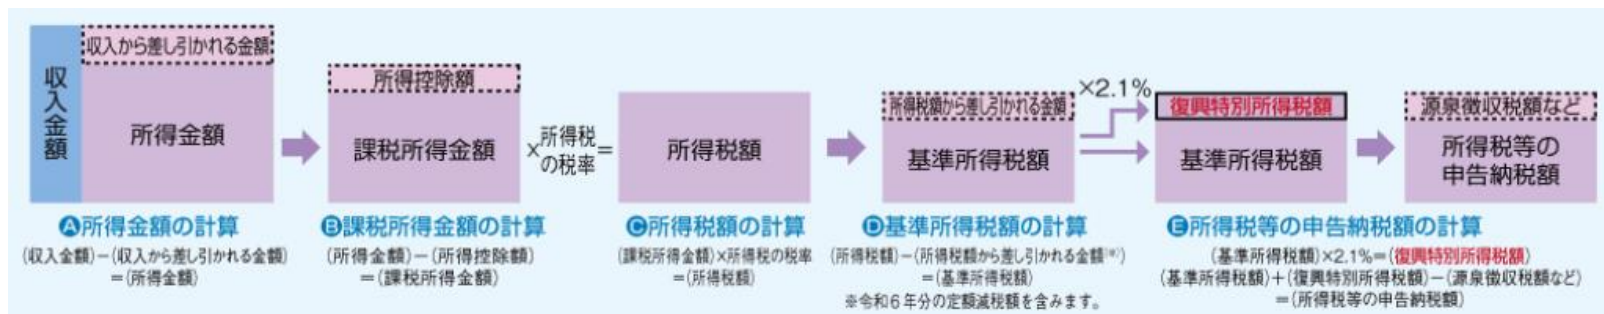 収入金額
収入から差し引かれる金額
所得金額
所得控除額
課税所得金額
×所得税の税率=
所得税額
所得税額から差し引かれる金額
基準所得税額
×2.1%
復興特別所得税額
基準所得税額
源泉徴収税額など
所得税等の
申告納税額
Ⓐ所得金額の計算
(収入金額)−(収入から差し引かれる金額)
=(所得金額)
Ⓑ課税所得金額の計算
(所得金額)−(所得控除額)
=(課税所得金額)
Ⓒ所得税額の計算
(課税所得金額)×所得税の税率
=(所得税額)
Ⓓ基準所得税額の計算
(所得税額)−(所得税額から差し引かれる金額(※))
=(基準所得税額)
※令和6年分の定額減税額を含みます。
Ⓔ所得税等の申告納税額の計算
(基準所得税額)×2.1%=(復興特別所得税額)
(基準所得税額)+(復興特別所得税額)−(源泉徴収税額など)
=(所得税等の申告納税額)